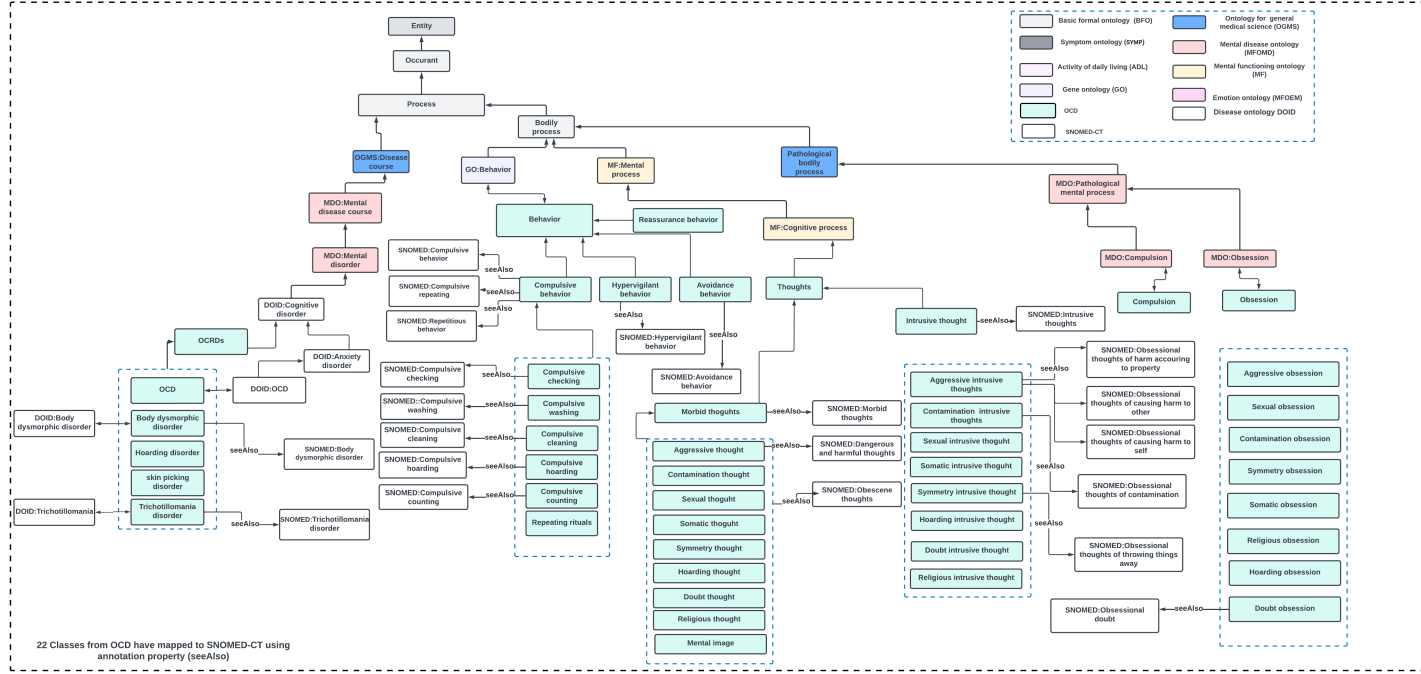 Entity
Occurant
Process
Bodily
process
OGMS:Disease
course
GO:Behavior
MF:Mental
process
Pathological
bodily
process
MDO:Pathological
mental process
MDO:Mental
disease course
Behavior
Reassurance behavior
MF:Cognitive process
MDO:Mental
disorder
SNOMED:Compulsive
behavior
seeAlso
MDO:Compulsion
MDO:Obsession
SNOMED:Compulsive
repeating
seeAlso
Compulsive
behavior
Hypervigilant
behavior
Avoidance
behavior
Thoughts
Compulsion
Obsession
DOID:Cognitive
disorder
SNOMED:Repetitious
behavior
seeAlso
seeAlso
SNOMED:Hypervigilant
behavior
seeAlso
Intrusive thought
seeAlso
SNOMED:Intrusive
thoughts
OCRDs
DOID:Anxiety
disorder
OCD
DOID:OCD
SNOMED:Avoidance
behavior
DOID:Body
dysmorphic disorder
Body dysmorphic
disorder
Hoarding disorder
seeAlso
SNOMED:Body
dysmorphic disorder
skin picking
disorder
DOID:Trichotillomania
Trichotillomania
disorder
seeAlso
SNOMED:Trichotillomania
disorder
SNOMED:Compulsive
checking
seeAlso
Compulsive
checking
SNOMED::Compulsive
washing
seeAlso
Compulsive
washing
SNOMED:Compulsive
cleaning
seeAlso
Compulsive
cleaning
SNOMED:Compulsive
hoarding
seeAlso
Compulsive
hoarding
SNOMED:Compulsive
counting
seeAlso
Compulsive
counting
Repeating rituals
Morbid thoguhts
seeAlso
SNOMED:Morbid
thoughts
Aggressive thought
seeAlso
SNOMED:Dangerous
and harmful thoughts
Contamination thought
Sexual thoguht
seeAlso
SNOMED:Obscene
thoughts
Somatic thoguht
Symmetry thought
Hoarding thought
Doubt thought
Religious thought
Mental image
Aggressive intrusive
thoughts
seeAlso
SNOMED:Obsessional
thoughts of harm accouring
to property
Contamination  intrusive
thoughts
SNOMED:Obsessional
thoughts of causing harm to
other
Sexual intrusive thoguht
SNOMED:Obsessional
thoughts of causing harm to
self
Somatic intrusive thoguht
seeAlso
Symmetry intrusive thought
SNOMED:Obsessional
thoughts of contamination
Hoarding intrusive thought
seeAlso
Doubt intrusive thought
SNOMED:Obsessional
thoughts of throwing things
away
Religious intrusive thought
SNOMED:Obsessional
doubt
seeAlso
Aggressive obsession
Sexual obsession
Contamination obsession
Symmetry obsession
Somatic obsession
Religious obsession
Hoarding obsession
Doubt obsession
Basic formal ontology (BFO)
Symptom ontology (SYMP)
Activity of daily living (ADL)
Gene ontology (GO)
OCD
SNOMED-CT
Ontology for  general
medical science (OGMS)
Mental disease ontology
(MFOMD)
Mental functioning ontology
(MF)
Emotion ontology (MFOEM)
Disease ontology DOID
22 Classes from OCD have mapped to SNOMED-CT using
annotation property (seeAlso)